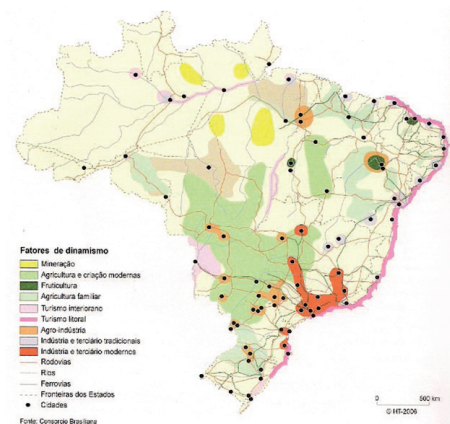 Fatores de dinamismo
Mineração
Agricultura e criação modernas
Fruticultura
Agricultura familiar
Turismo interiorano
Turismo litoral
Agro-indústria
Indústria e terciário tradicionais
Indústria e terciário modernos
Rodovias
Rios
Ferrovias
Fronteiras dos Estados
Cidades
0 500 km
© HT-2006
Fonte: Consorcio Brasiliana